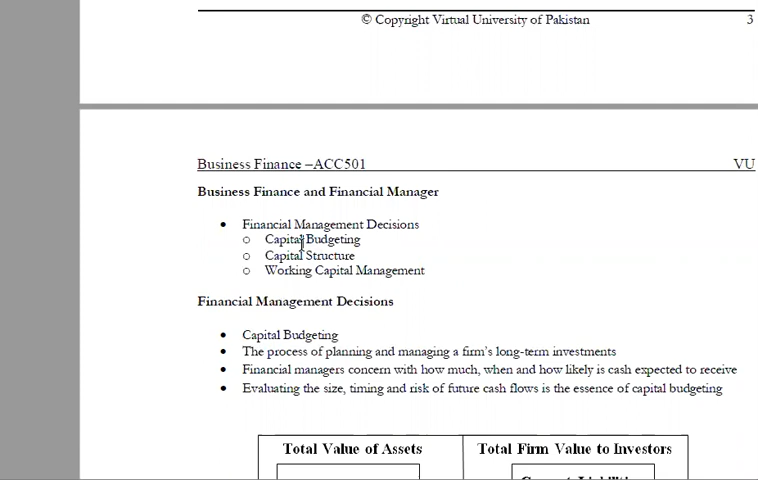 © Copyright Virtual University of Pakistan 3
Business Finance –ACC501 VU
Business Finance and Financial Manager
• Financial Management Decisions
o Capital Budgeting
o Capital Structure
o Working Capital Management
Financial Management Decisions
• Capital Budgeting
• The process of planning and managing a firm's long-term investments
• Financial managers concern with how much, when and how likely is cash expected to receive
• Evaluating the size, timing and risk of future cash flows is the essence of capital budgeting
Total Value of Assets Total Firm Value to Investors